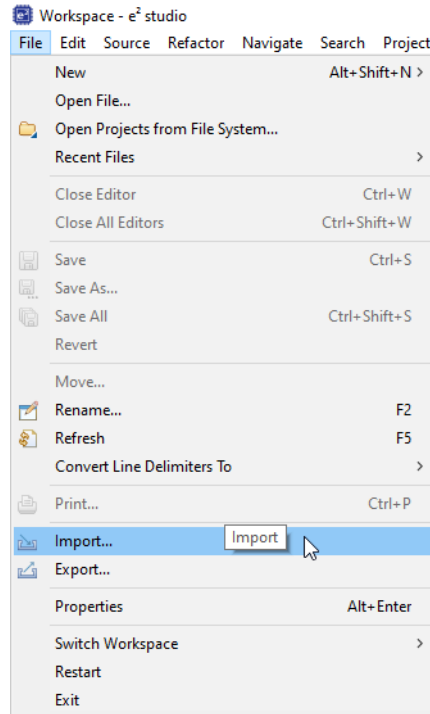 Workspace - e² studio
File Edit Source Refactor Navigate Search Project
New Alt+Shift+N >
Open File...
Open Projects from File System...
Recent Files >
Close Editor Ctrl+W
Close All Editors Ctrl+Shift+W
Save Ctrl+S
Save As...
Save All Ctrl+Shift+S
Revert
Move...
Rename... F2
Refresh F5
Convert Line Delimiters To >
Print... Ctrl+P
Import... Import
Export...
Properties Alt+Enter
Switch Workspace >
Restart
Exit